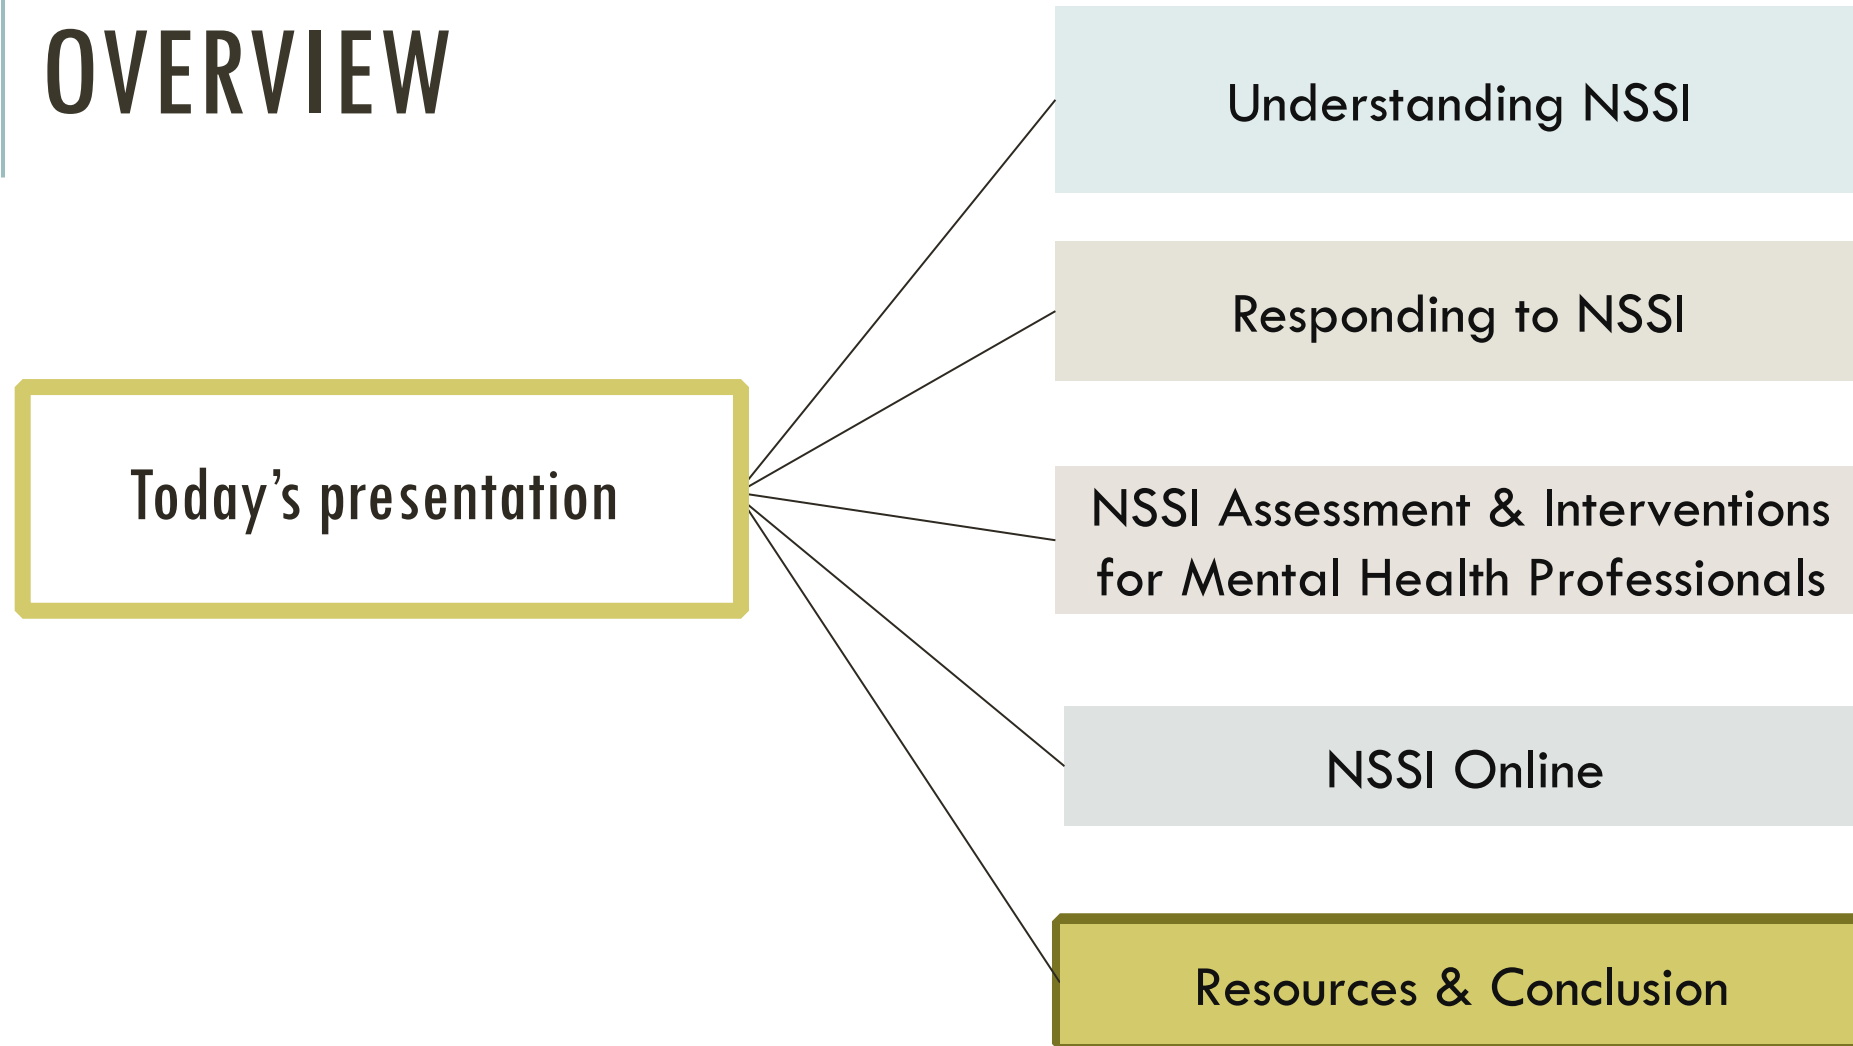 OVERVIEW
Today’s presentation
Understanding NSSI
Responding to NSSI
NSSI Assessment & Interventions
for Mental Health Professionals
NSSI Online
Resources & Conclusion